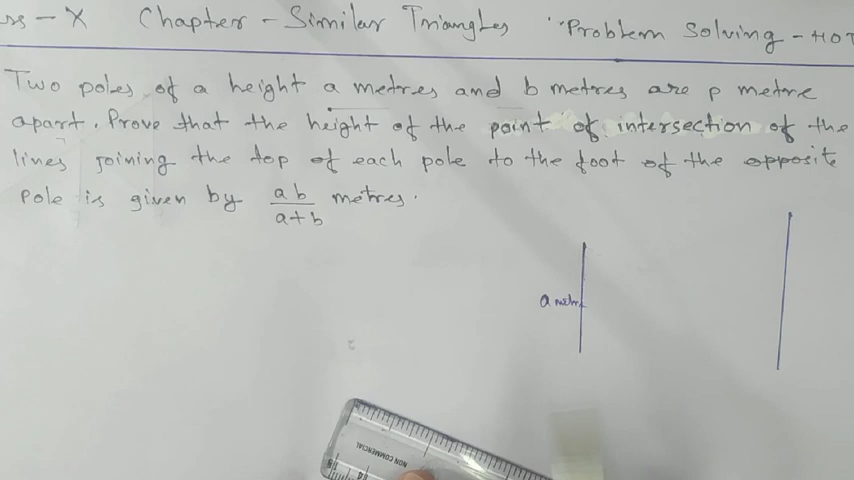 ss - X Chapter - Similar Triangles "Problem Solving - HOT
Two poles of a height a metres and b metres are p metre
apart. Prove that the height of the point of intersection of the
lines joining the top of each pole to the foot of the opposite
pole is given by ab/a+b metres.
a metre
NON COMMERCIAL